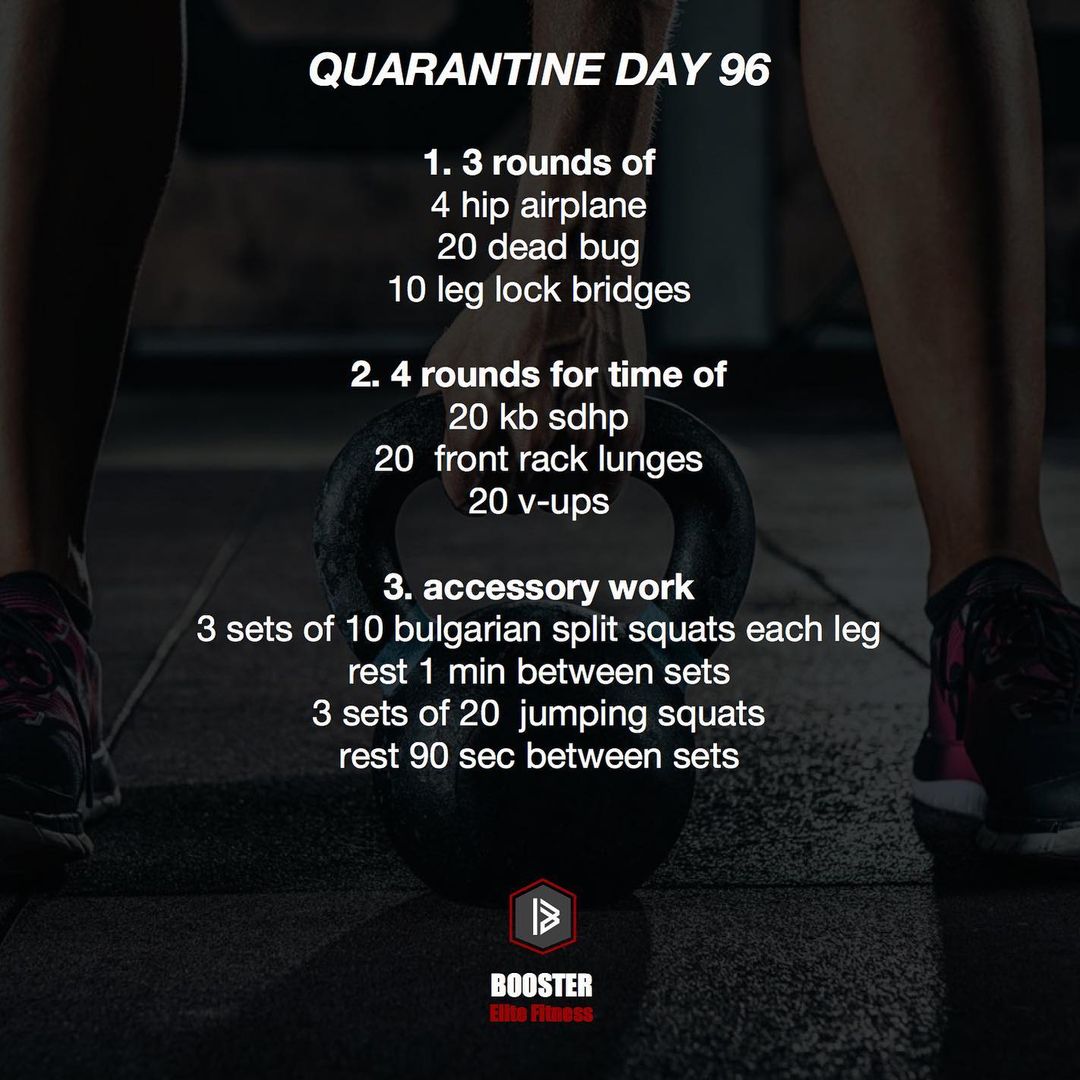 QUARANTINE DAY 96
1. 3 rounds of
4 hip airplane
20 dead bug
10 leg lock bridges
2. 4 rounds for time of
20 kb sdhp
20  front rack lunges
20 v-ups
3. accessory work
3 sets of 10 bulgarian split squats each leg
rest 1 min between sets
3 sets of 20  jumping squats
rest 90 sec between sets
BOOSTER
Elite Fitness